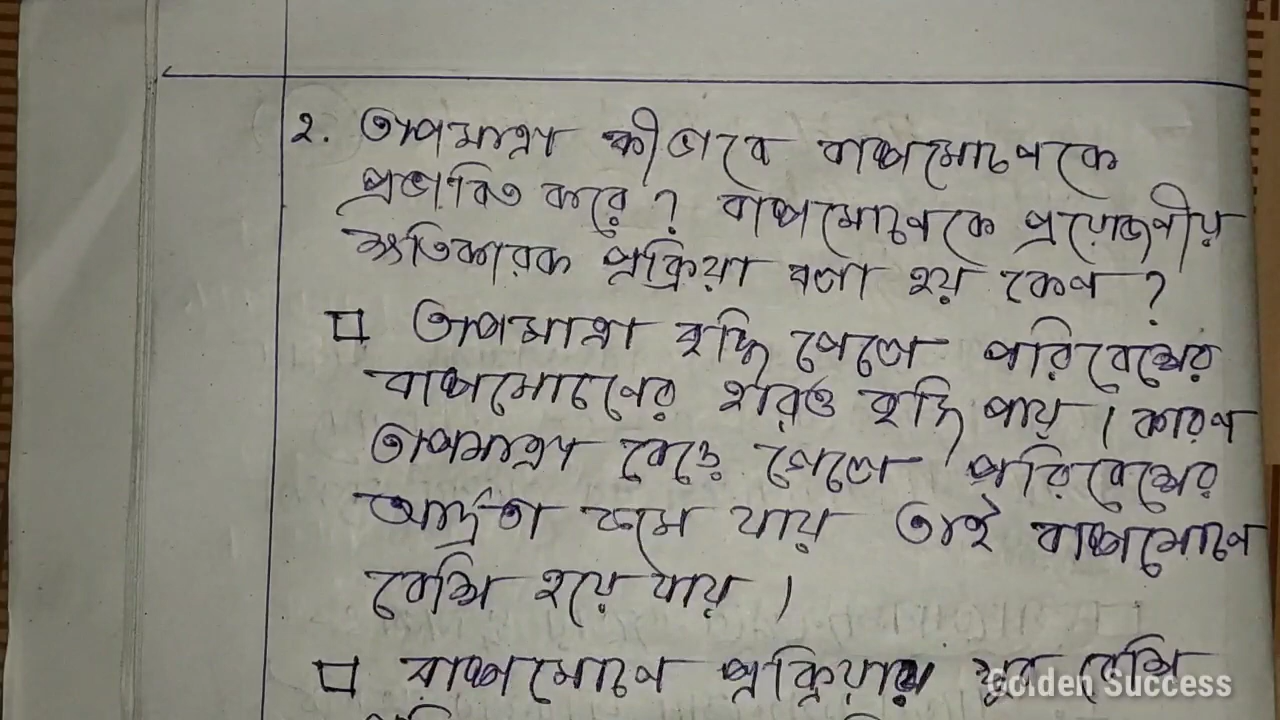 ২. তাপমাত্রা কীভাবে বাষ্পমোচনকে
প্রভাবিত করে? বাষ্পমোচনকে প্রয়োজনীয়
ক্ষতিকারক প্রক্রিয়া বলা হয় কেন?
তাপমাত্রা বৃদ্ধি পেলে পরিবেশের
বাষ্পমোচনের হারও বৃদ্ধি পায়। কারণ
তাপমাত্রা বেড়ে গেলে পরিবেশের
আর্দ্রতা কমে যায় তাই বাষ্পমোচন
বেশি হয়ে যায়।
বাষ্পমোচন প্রক্রিয়ায় খুব বেশি
Golden Success